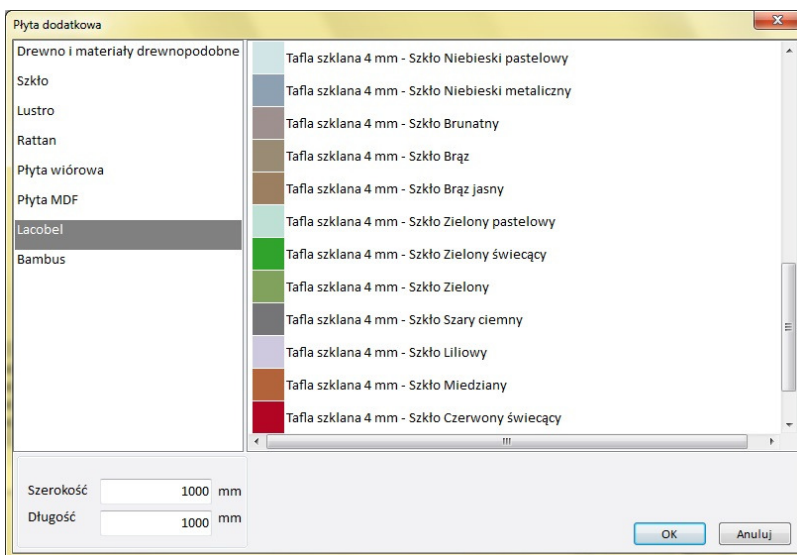 Płyta dodatkowa
Drewno i materiały drewnopodobne
Szkło
Lustro
Rattan
Płyta wiórowa
Płyta MDF
Lacobel
Bambus
Tafla szklana 4 mm - Szkło Niebieski pastelowy
Tafla szklana 4 mm - Szkło Niebieski metaliczny
Tafla szklana 4 mm - Szkło Brunatny
Tafla szklana 4 mm - Szkło Brąz
Tafla szklana 4 mm - Szkło Brąz jasny
Tafla szklana 4 mm - Szkło Zielony pastelowy
Tafla szklana 4 mm - Szkło Zielony świecący
Tafla szklana 4 mm - Szkło Zielony
Tafla szklana 4 mm - Szkło Szary ciemny
Tafla szklana 4 mm - Szkło Liliowy
Tafla szklana 4 mm - Szkło Miedziany
Tafla szklana 4 mm - Szkło Czerwony świecący
Szerokość 1000 mm
Długość 1000 mm
OK Anuluj